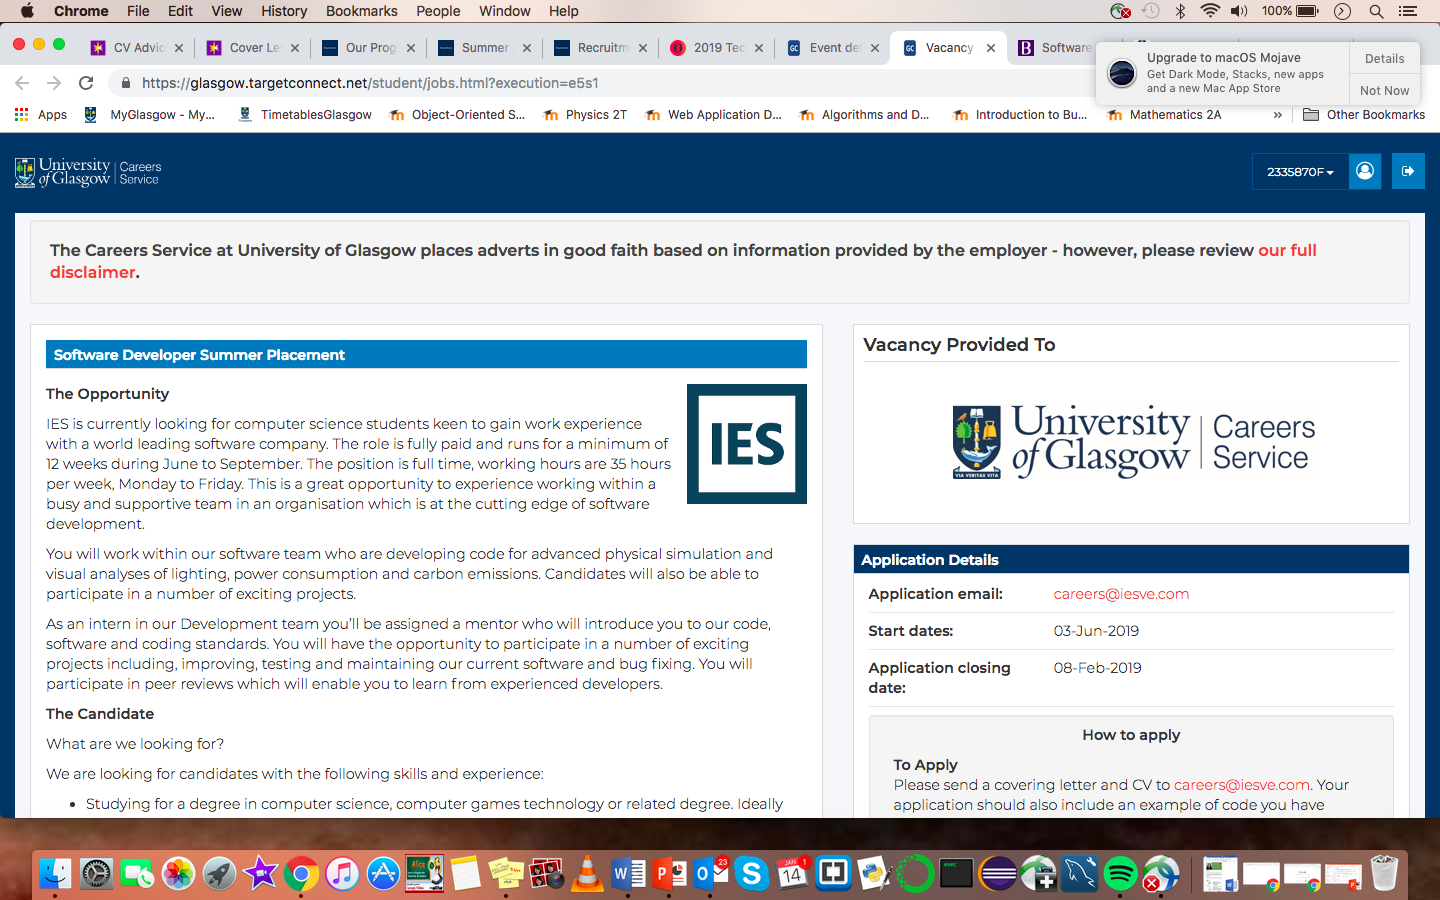 Chrome File Edit View History Bookmarks People Window Help
100%
CV Advic
Cover Le
Our Prog
Summer
Recruitm
2019 Tec
Event de
Vacancy
Software
Upgrade to macOS Mojave
Get Dark Mode, Stacks, new apps
and a new Mac App Store
Details
Not Now
https://glasgow.targetconnect.net/student/jobs.html?execution=e5s1
Apps MyGlasgow - My... TimetablesGlasgow Object-Oriented S... Physics 2T Web Application D... Algorithms and D... Introduction to Bu... Mathematics 2A » Other Bookmarks
University of Glasgow Careers Service
2335870F
The Careers Service at University of Glasgow places adverts in good faith based on information provided by the employer - however, please review our full
disclaimer.
Software Developer Summer Placement
The Opportunity
IES is currently looking for computer science students keen to gain work experience
with a world leading software company. The role is fully paid and runs for a minimum of
12 weeks during June to September. The position is full time, working hours are 35 hours
per week, Monday to Friday. This is a great opportunity to experience working within a
busy and supportive team in an organisation which is at the cutting edge of software
development.
IES
You will work within our software team who are developing code for advanced physical simulation and
visual analyses of lighting, power consumption and carbon emissions. Candidates will also be able to
participate in a number of exciting projects.
As an intern in our Development team you'll be assigned a mentor who will introduce you to our code,
software and coding standards. You will have the opportunity to participate in a number of exciting
projects including, improving, testing and maintaining our current software and bug fixing. You will
participate in peer reviews which will enable you to learn from experienced developers.
The Candidate
What are we looking for?
We are looking for candidates with the following skills and experience:
• Studying for a degree in computer science, computer games technology or related degree. Ideally
Vacancy Provided To
University
of Glasgow
Careers
Service
VIA VERITAS VITA
Application Details
Application email: careers@iesve.com
Start dates: 03-Jun-2019
Application closing 08-Feb-2019
date:
How to apply
To Apply
Please send a covering letter and CV to careers@iesve.com. Your
application should also include an example of code you have
Alice
23
JAN 1
14
exec